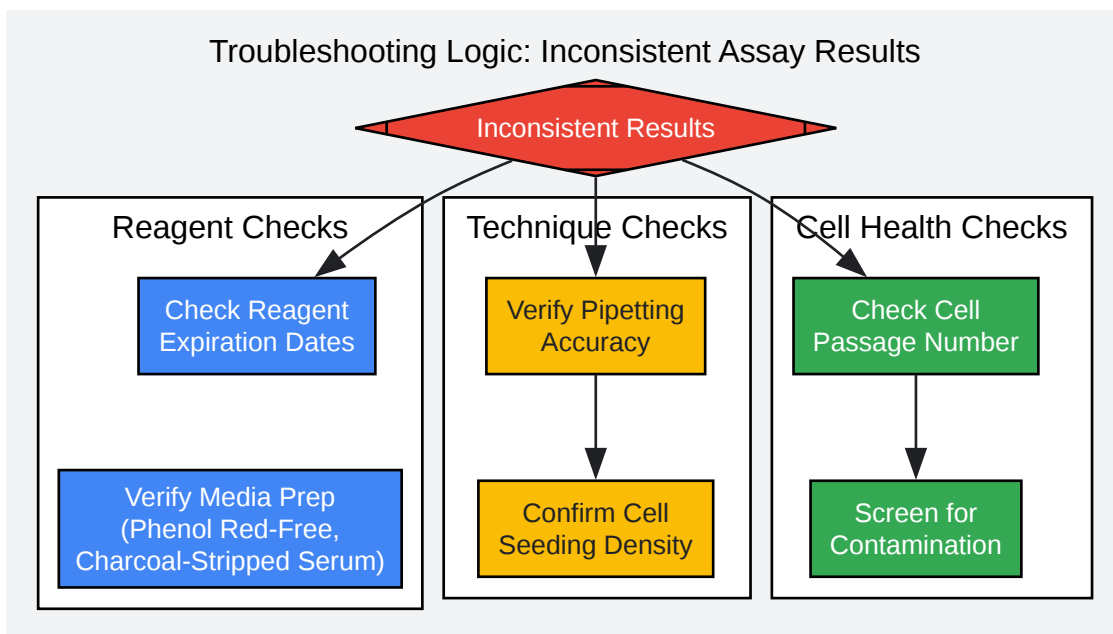 Troubleshooting Logic: Inconsistent Assay Results
Inconsistent Results
Reagent Checks
Check Reagent
Expiration Dates
Verify Media Prep
(Phenol Red-Free,
Charcoal-Stripped Serum)
Technique Checks
Verify Pipetting
Accuracy
Confirm Cell
Seeding Density
Cell Health Checks
Check Cell
Passage Number
Screen for
Contamination